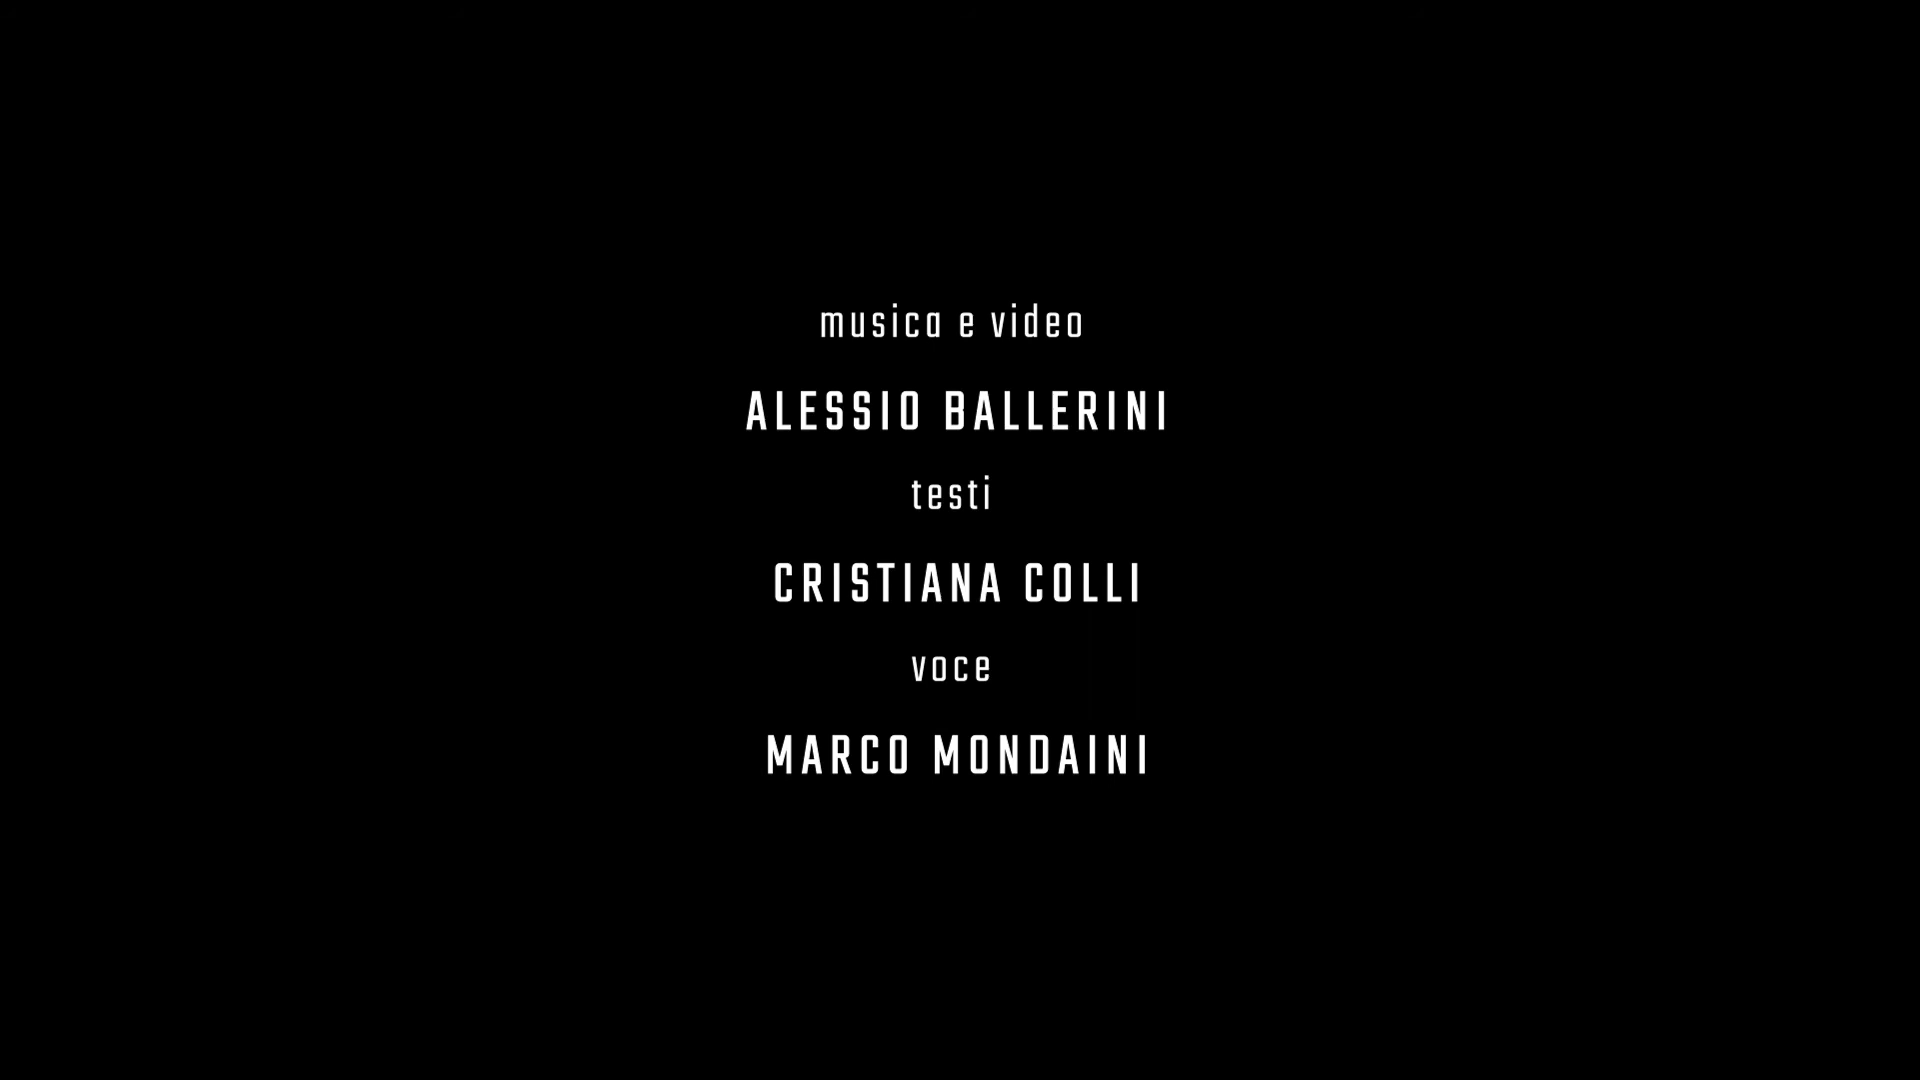 musica e video
ALESSIO BALLERINI
testi
CRISTIANA COLLI
voce
MARCO MONDAINI